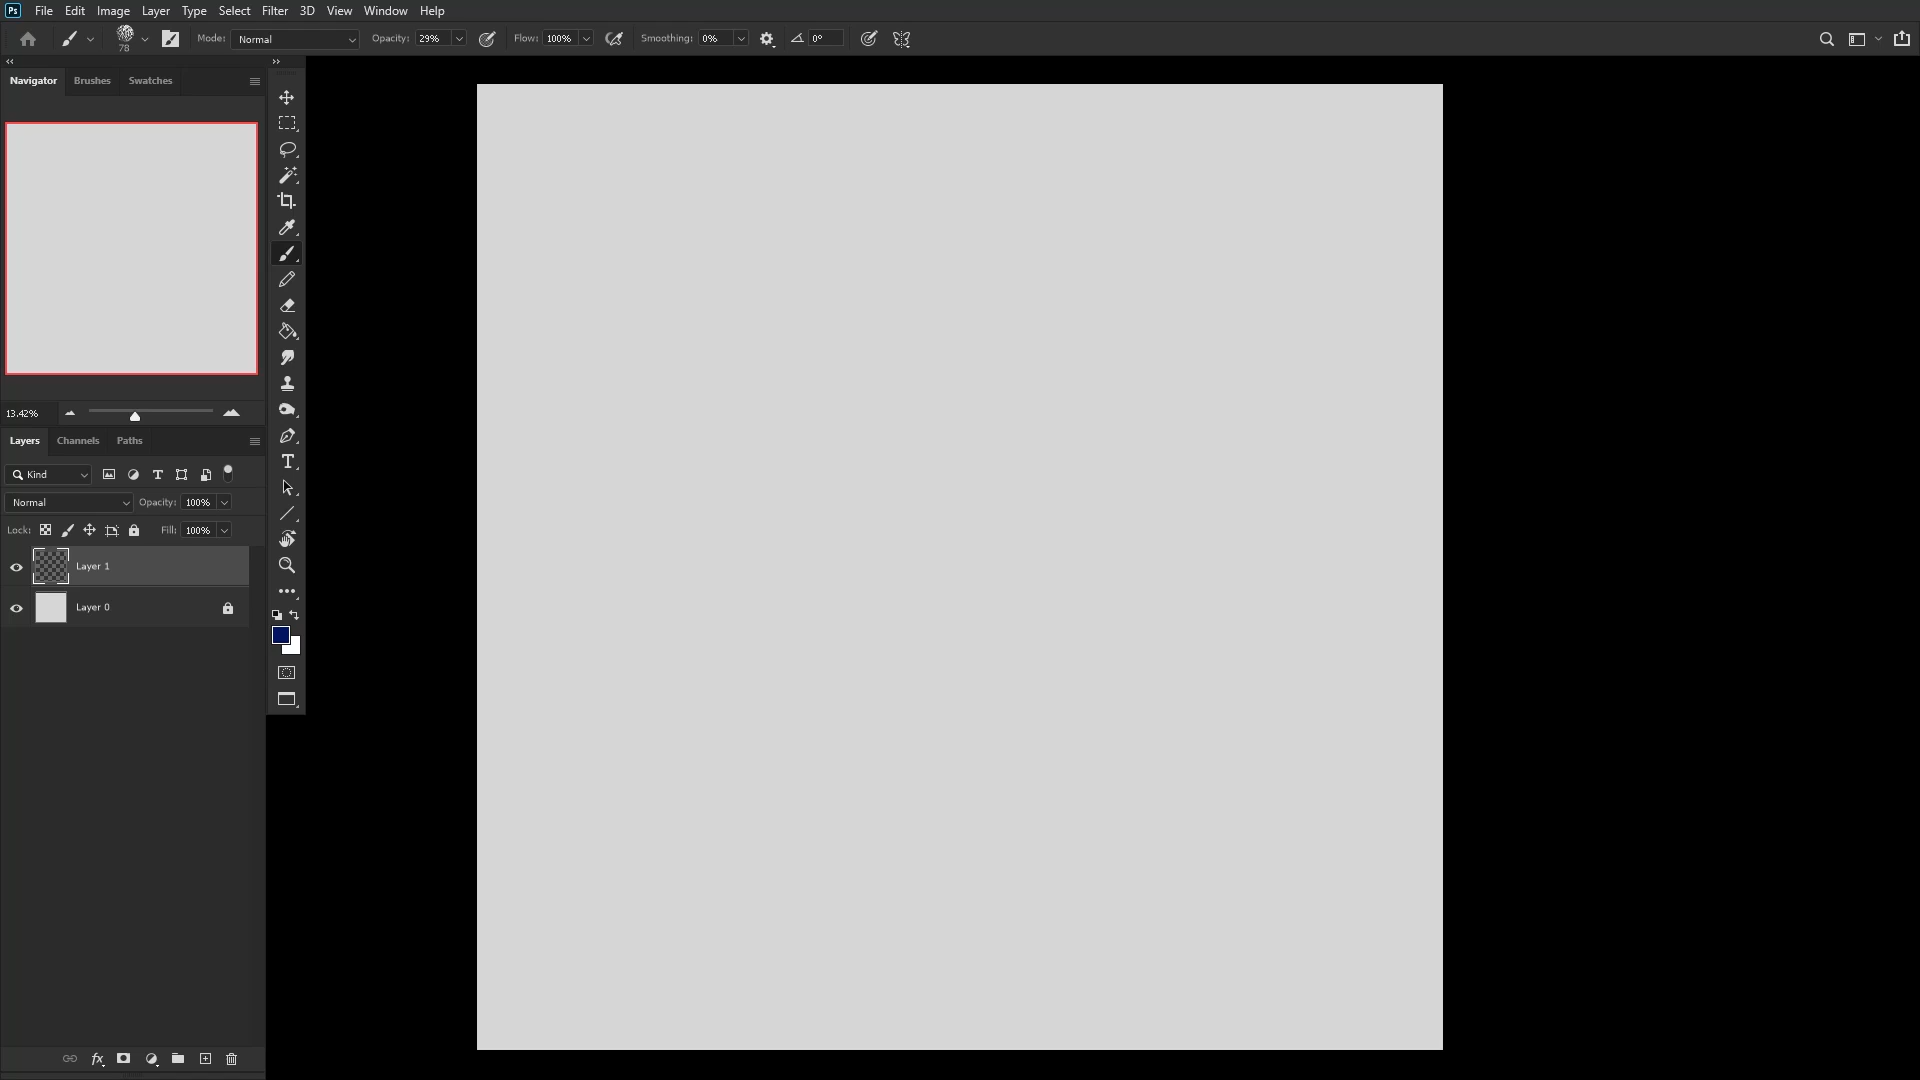 Ps File Edit Image Layer Type Select Filter 3D View Window Help
78 Mode: Normal Opacity: 29% Flow: 100% Smoothing: 0% 0°
Navigator Brushes Swatches
13.42%
Layers Channels Paths
Kind
Normal Opacity: 100%
Lock: Fill: 100%
Layer 1
Layer 0
fx